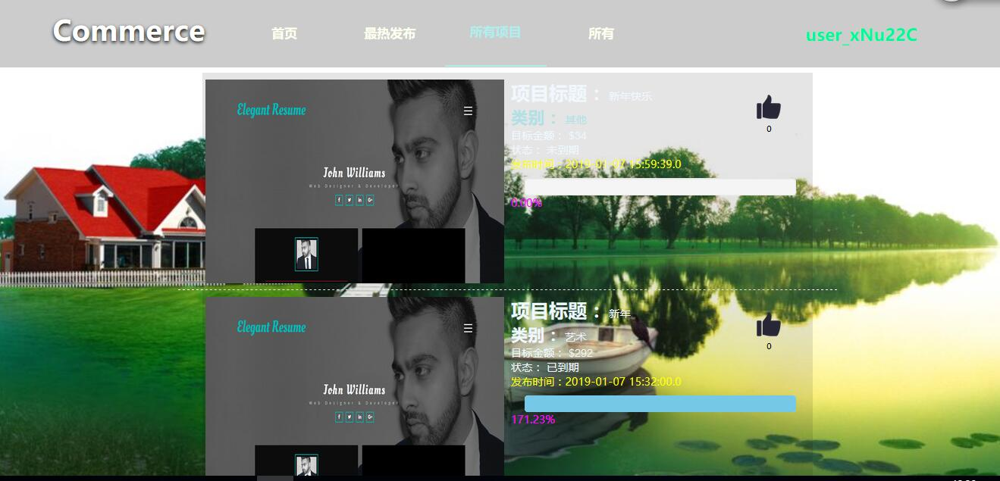 Commerce 首页 最热发布 所有项目 所有 user_xNu22C
Elegant Resume
John Williams
Web Designer & Developer
项目标题： 新年快乐
类别： 其他
目标金额： $34
状态： 未到期
发布时间：2019-01-07 15:59:39.0
0.00%
0
Elegant Resume
John Williams
Web Designer & Developer
项目标题： 新年
类别： 艺术
目标金额： $292
状态： 已到期
发布时间：2019-01-07 15:32:00.0
171.23%
0